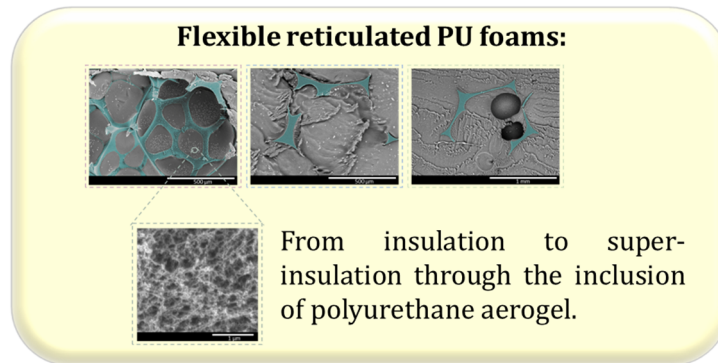 Flexible reticulated PU foams:
500 µm
500 µm
1 mm
1 µm
From insulation to super-
insulation through the inclusion
of polyurethane aerogel.